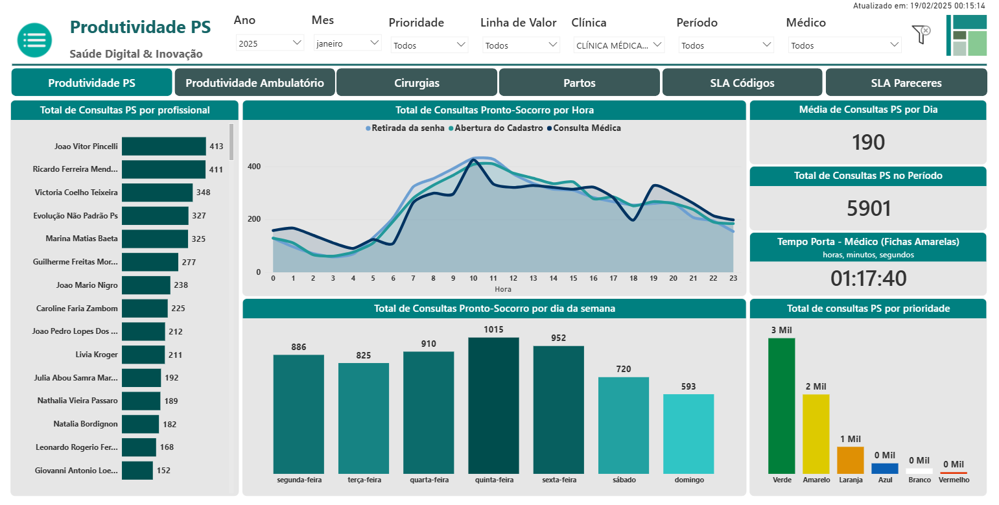 Atualizado em: 19/02/2025 00:15:14
Produtividade PS
Saúde Digital & Inovação
Ano
2025
Mes
janeiro
Prioridade
Todos
Linha de Valor
Todos
Clínica
CLÍNICA MÉDICA...
Período
Todos
Médico
Todos
Produtividade PS
Produtividade Ambulatório
Cirurgias
Partos
SLA Códigos
SLA Pareceres
Total de Consultas PS por profissional
Joao Vitor Pincelli 413
Ricardo Ferreira Mend... 411
Victoria Coelho Teixeira 348
Evolução Não Padrão Ps 327
Marina Matias Baeta 325
Guilherme Freitas Mor... 277
Joao Mario Nigro 238
Caroline Faria Zambom 225
Joao Pedro Lopes Dos ... 212
Livia Kroger 211
Julia Abou Samra Mar... 192
Nathalia Vieira Passaro 189
Natalia Bordignon 182
Leonardo Rogerio Fer... 168
Giovanni Antonio Loe... 152
Total de Consultas Pronto-Socorro por Hora
Retirada da senha Abertura do Cadastro Consulta Médica
400
200
0
0 1 2 3 4 5 6 7 8 9 10 11 12 13 14 15 16 17 18 19 20 21 22 23
Hora
Total de Consultas Pronto-Socorro por dia da semana
886 825 910 1015 952 720 593
segunda-feira terça-feira quarta-feira quinta-feira sexta-feira sábado domingo
Média de Consultas PS por Dia
190
Total de Consultas PS no Período
5901
Tempo Porta - Médico (Fichas Amarelas)
horas, minutos, segundos
01:17:40
Total de consultas PS por prioridade
3 Mil 2 Mil 1 Mil 0 Mil 0 Mil 0 Mil
Verde Amarelo Laranja Azul Branco Vermelho